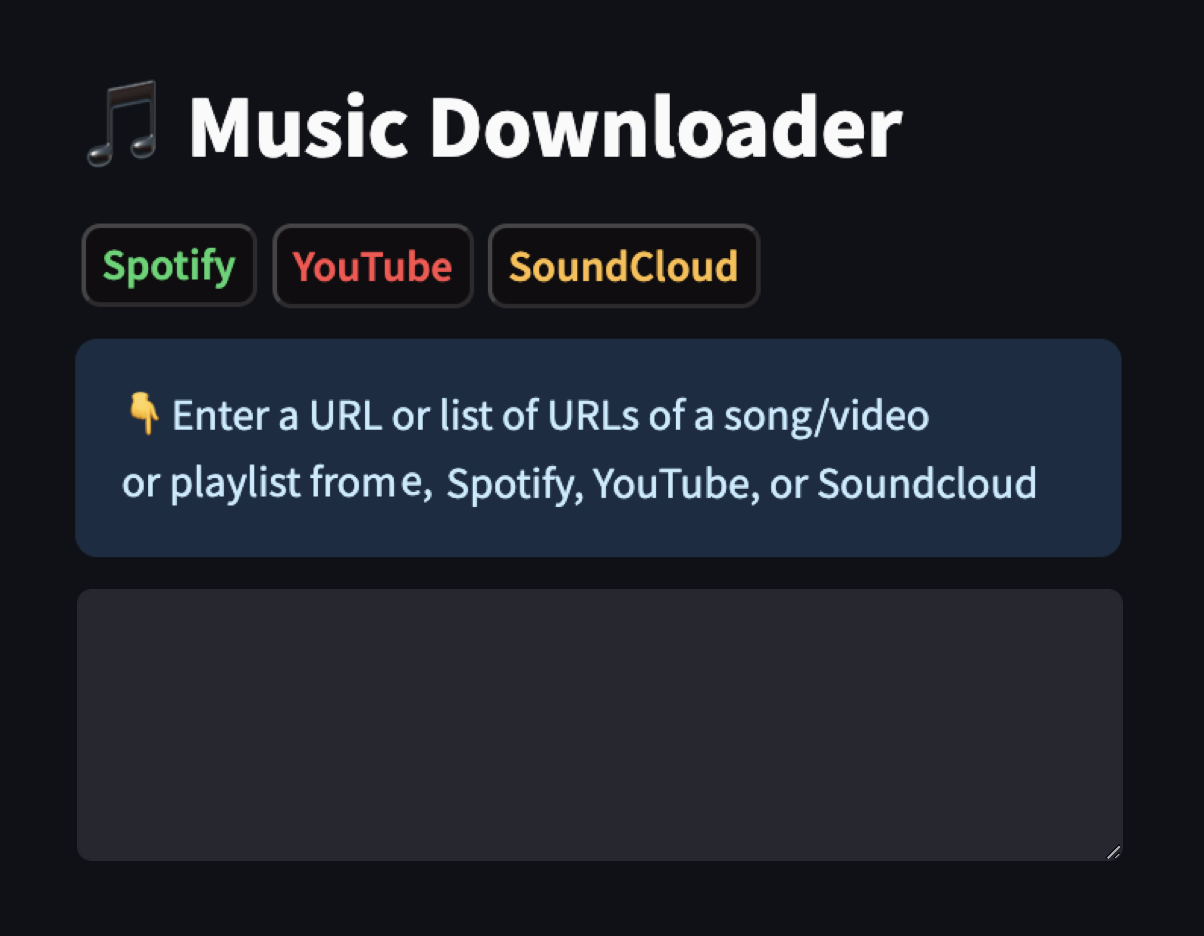 🎵 Music Downloader
Spotify YouTube SoundCloud
👇 Enter a URL or list of URLs of a song/video
or playlist from e, Spotify, YouTube, or Soundcloud